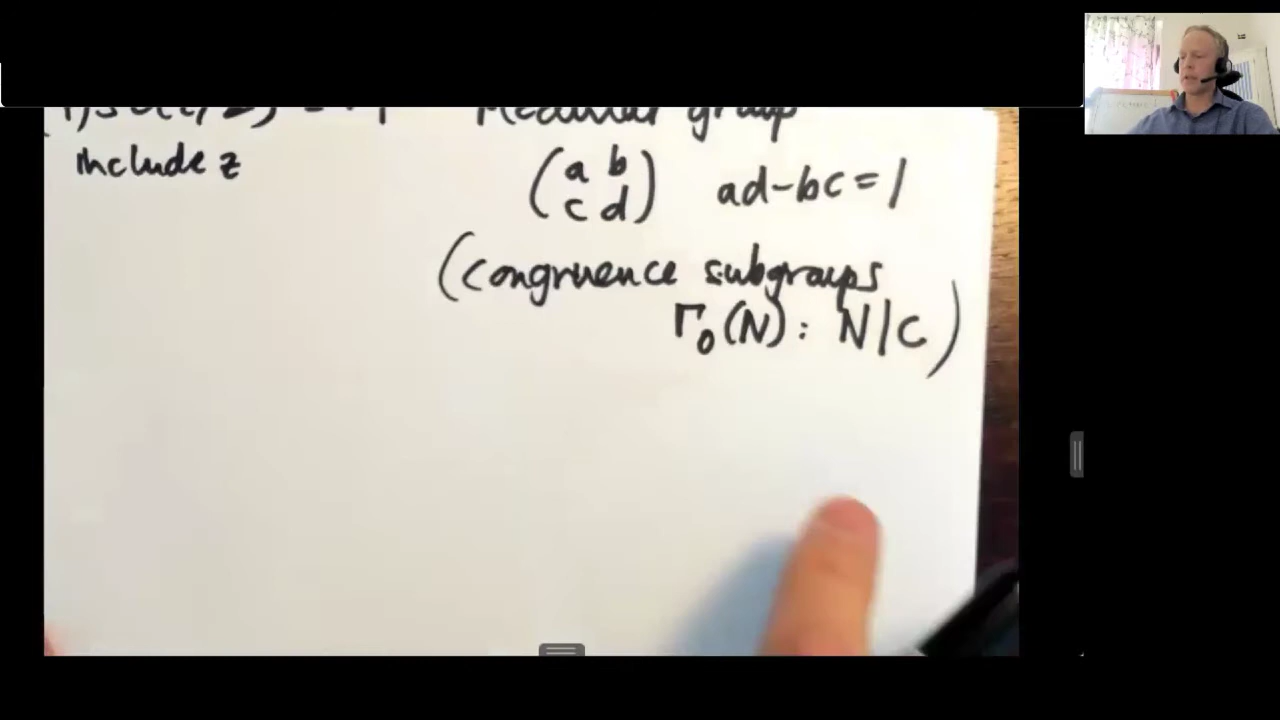 Modular group
include z
(a b
c d) ad-bc=1
(congruence subgroups
Γ₀(N): N|c)